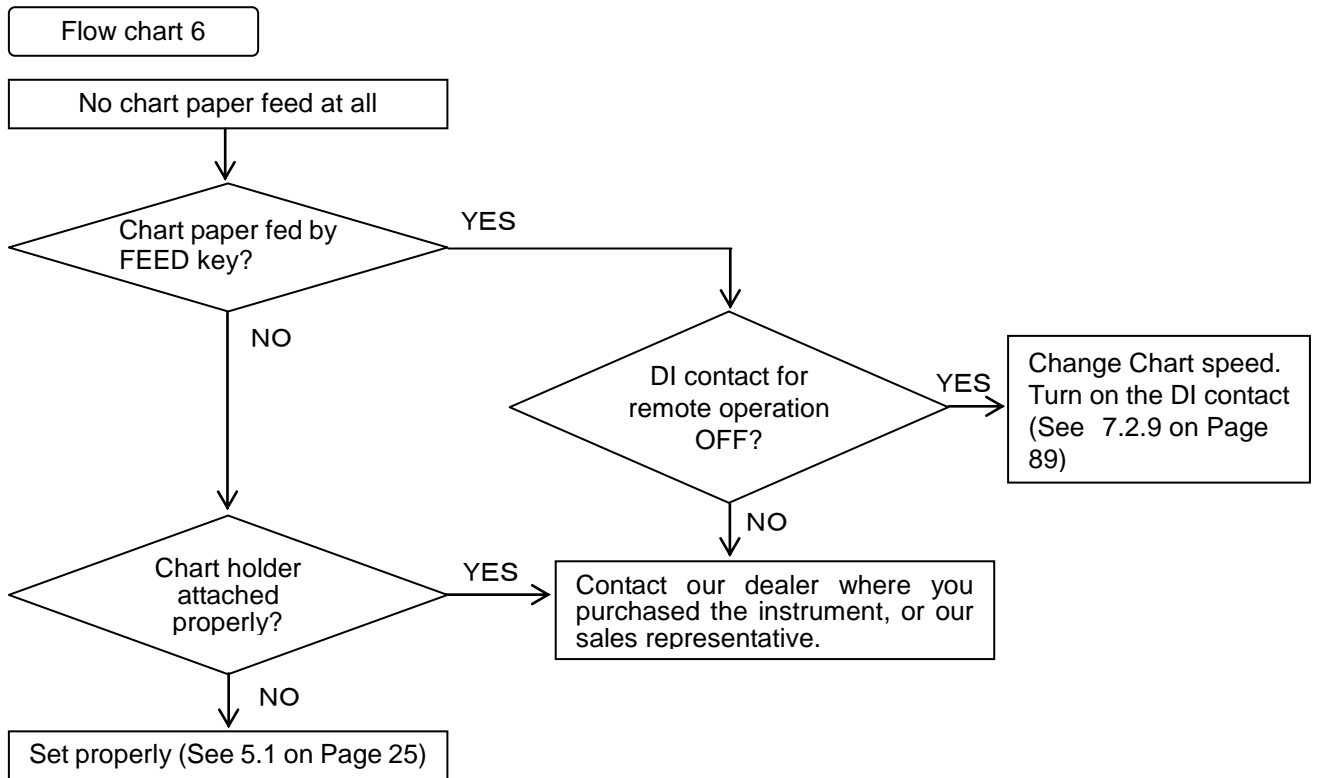 Flow chart 6
No chart paper feed at all
Chart paper fed by
FEED key?
YES
NO
DI contact for
remote operation
OFF?
YES
Change Chart speed.
Turn on the DI contact
(See 7.2.9 on Page
89)
NO
Chart holder
attached
properly?
YES
Contact our dealer where you
purchased the instrument, or our
sales representative.
NO
Set properly (See 5.1 on Page 25)